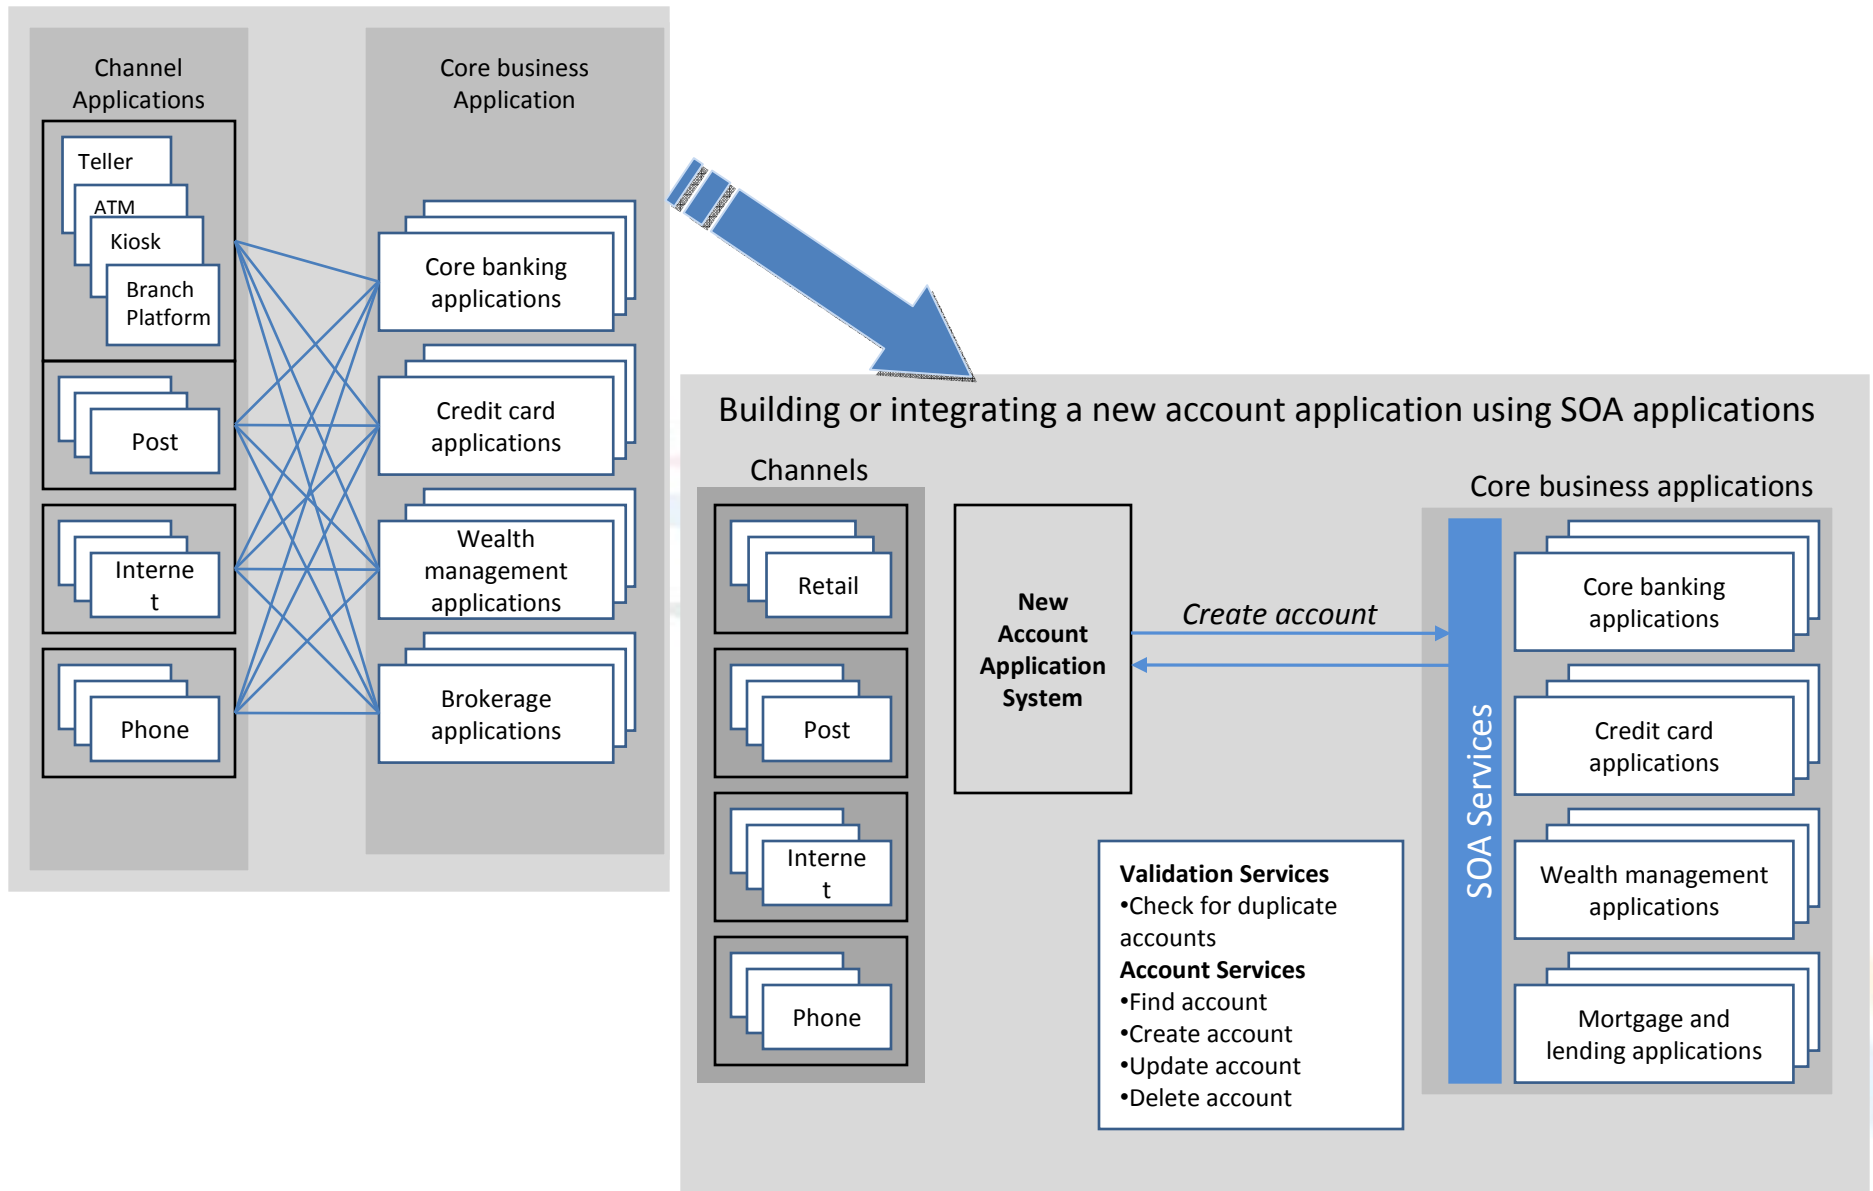 Channel
Applications
Core business
Application
Teller
ATM
Kiosk
Branch
Platform
Post
Interne
t
Phone
Core banking
applications
Credit card
applications
Wealth
management
applications
Brokerage
applications
Building or integrating a new account application using SOA applications
Channels
Retail
Post
Interne
t
Phone
New
Account
Application
System
Create account
Validation Services
•Check for duplicate
accounts
Account Services
•Find account
•Create account
•Update account
•Delete account
Core business applications
SOA Services
Core banking
applications
Credit card
applications
Wealth management
applications
Mortgage and
lending applications